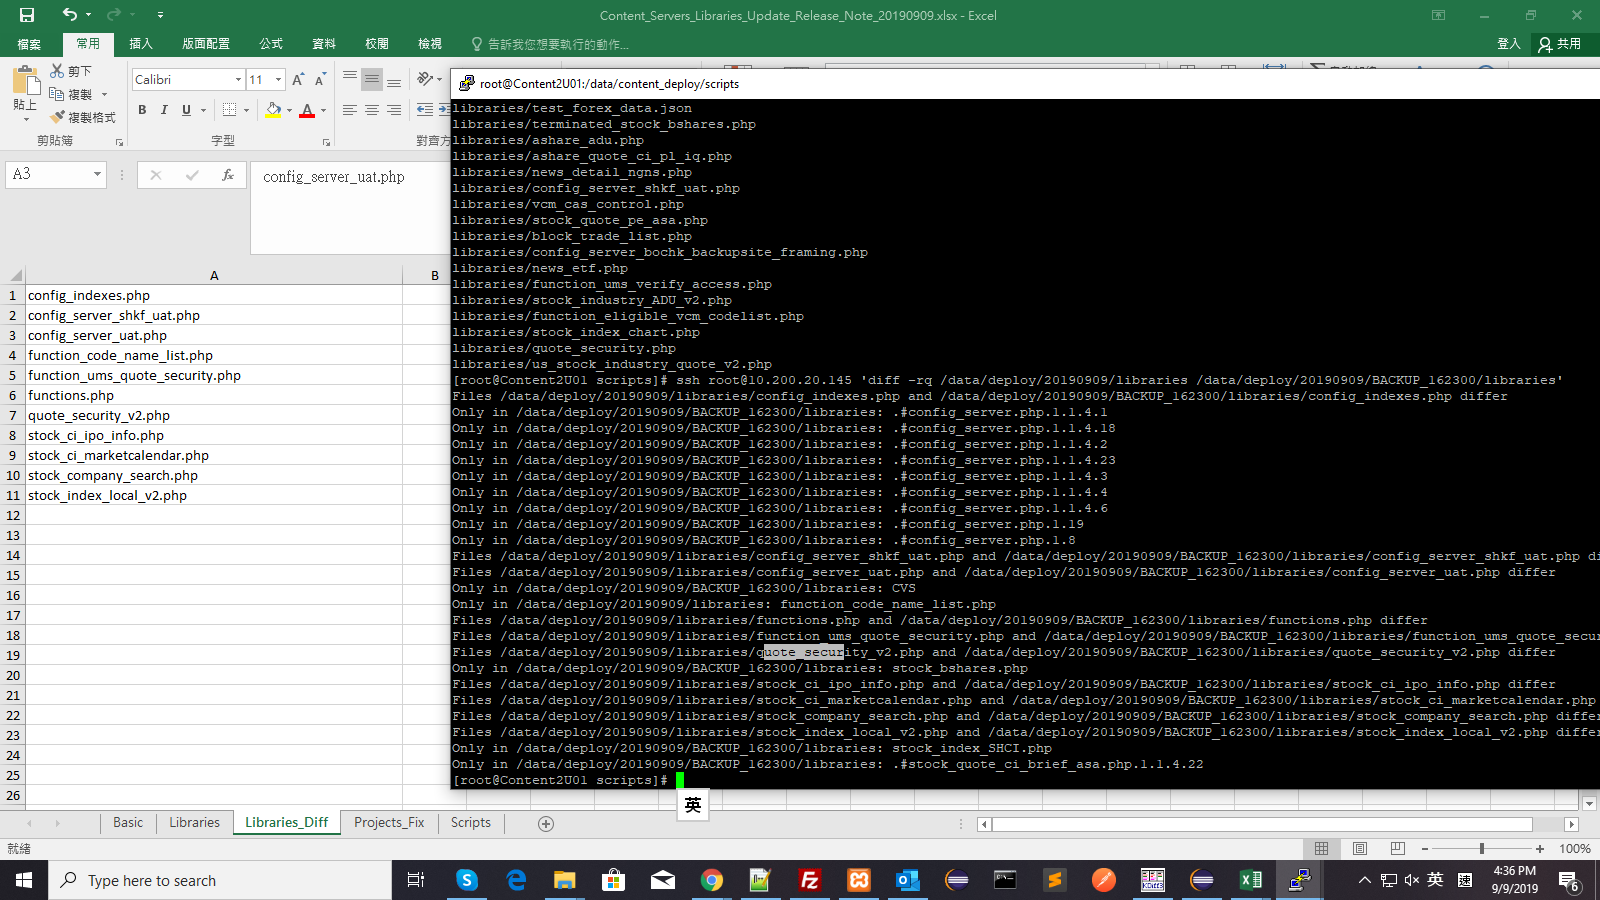 Content_Servers_Libraries_Update_Release_Note_20190909.xlsx - Excel
檔案
常用
插入
版面配置
公式
資料
校閱
檢視
告訴我您想要執行的動作...
登入
共用
貼上
剪下
複製
複製格式
剪貼簿
Calibri
11
B I U
字型
A3
config_server_uat.php
A
B
1 config_indexes.php
2 config_server_shkf_uat.php
3 config_server_uat.php
4 function_code_name_list.php
5 function_ums_quote_security.php
6 functions.php
7 quote_security_v2.php
8 stock_ci_ipo_info.php
9 stock_ci_marketcalendar.php
10 stock_company_search.php
11 stock_index_local_v2.php
12
13
14
15
16
17
18
19
20
21
22
23
24
25
26
root@Content2U01:/data/content_deploy/scripts
libraries/test_forex_data.json
libraries/terminated_stock_bshares.php
libraries/ashare_adu.php
libraries/ashare_quote_ci_pl_iq.php
libraries/news_detail_ngns.php
libraries/config_server_shkf_uat.php
libraries/vcm_cas_control.php
libraries/stock_quote_pe_asa.php
libraries/block_trade_list.php
libraries/config_server_bochk_backupsite_framing.php
libraries/news_etf.php
libraries/function_ums_verify_access.php
libraries/stock_industry_ADU_v2.php
libraries/function_eligible_vcm_codelist.php
libraries/stock_index_chart.php
libraries/quote_security.php
libraries/us_stock_industry_quote_v2.php
[root@Content2U01 scripts]# ssh root@10.200.20.145 'diff -rq /data/deploy/20190909/libraries /data/deploy/20190909/BACKUP_162300/libraries'
Files /data/deploy/20190909/libraries/config_indexes.php and /data/deploy/20190909/BACKUP_162300/libraries/config_indexes.php differ
Only in /data/deploy/20190909/BACKUP_162300/libraries: .#config_server.php.1.1.4.1
Only in /data/deploy/20190909/BACKUP_162300/libraries: .#config_server.php.1.1.4.18
Only in /data/deploy/20190909/BACKUP_162300/libraries: .#config_server.php.1.1.4.2
Only in /data/deploy/20190909/BACKUP_162300/libraries: .#config_server.php.1.1.4.23
Only in /data/deploy/20190909/BACKUP_162300/libraries: .#config_server.php.1.1.4.3
Only in /data/deploy/20190909/BACKUP_162300/libraries: .#config_server.php.1.1.4.4
Only in /data/deploy/20190909/BACKUP_162300/libraries: .#config_server.php.1.1.4.6
Only in /data/deploy/20190909/BACKUP_162300/libraries: .#config_server.php.1.19
Only in /data/deploy/20190909/BACKUP_162300/libraries: .#config_server.php.1.8
Files /data/deploy/20190909/libraries/config_server_shkf_uat.php and /data/deploy/20190909/BACKUP_162300/libraries/config_server_shkf_uat.php di
Files /data/deploy/20190909/libraries/config_server_uat.php and /data/deploy/20190909/BACKUP_162300/libraries/config_server_uat.php differ
Only in /data/deploy/20190909/BACKUP_162300/libraries: CVS
Only in /data/deploy/20190909/libraries: function_code_name_list.php
Files /data/deploy/20190909/libraries/functions.php and /data/deploy/20190909/BACKUP_162300/libraries/functions.php differ
Files /data/deploy/20190909/libraries/function_ums_quote_security.php and /data/deploy/20190909/BACKUP_162300/libraries/function_ums_quote_secu
Files /data/deploy/20190909/libraries/quote_security_v2.php and /data/deploy/20190909/BACKUP_162300/libraries/quote_security_v2.php differ
Only in /data/deploy/20190909/BACKUP_162300/libraries: stock_bshares.php
Files /data/deploy/20190909/libraries/stock_ci_ipo_info.php and /data/deploy/20190909/BACKUP_162300/libraries/stock_ci_ipo_info.php differ
Files /data/deploy/20190909/libraries/stock_ci_marketcalendar.php and /data/deploy/20190909/BACKUP_162300/libraries/stock_ci_marketcalendar.php
Files /data/deploy/20190909/libraries/stock_company_search.php and /data/deploy/20190909/BACKUP_162300/libraries/stock_company_search.php differ
Files /data/deploy/20190909/libraries/stock_index_local_v2.php and /data/deploy/20190909/BACKUP_162300/libraries/stock_index_local_v2.php differ
Only in /data/deploy/20190909/BACKUP_162300/libraries: stock_index_SHCI.php
Only in /data/deploy/20190909/BACKUP_162300/libraries: .#stock_quote_ci_brief_asa.php.1.1.4.22
[root@Content2U01 scripts]#
英
Basic
Libraries
Libraries_Diff
Projects_Fix
Scripts
就緒
100%
Type here to search
英
4:36 PM
9/9/2019
6